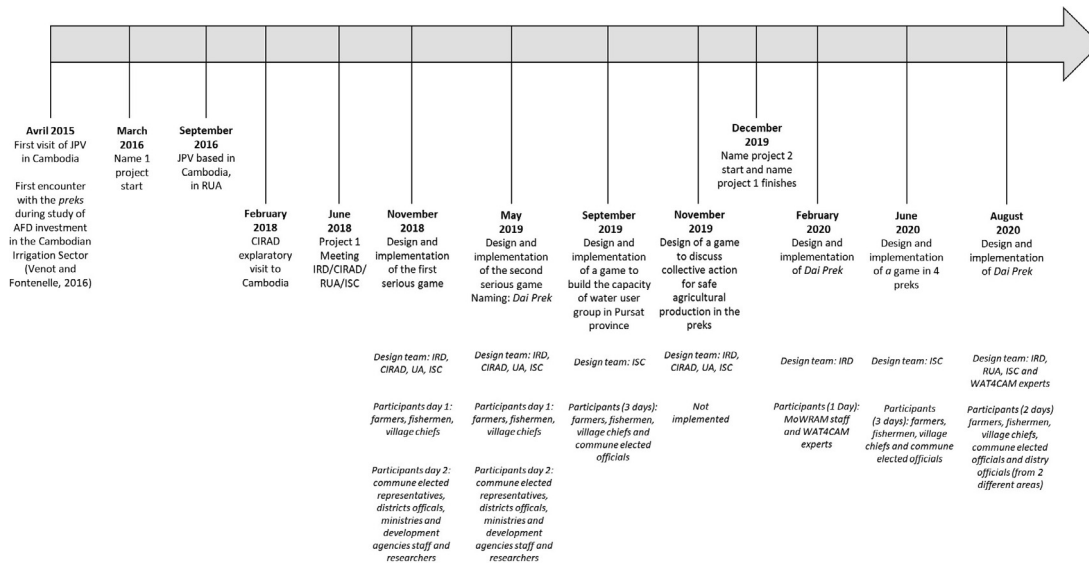 Avril 2015
First visit of JPV
in Cambodia
First encounter
with the preks
during study of
AFD investment
in the Cambodian
Irrigation Sector
(Venot and
Fontenelle, 2016)
March
2016
Name 1
project
start
September
2016
JPV based in
Cambodia,
in RUA
February
2018
CIRAD
explaratory
visit to
Cambodia
June
2018
Project 1
Meeting
IRD/CIRAD/
RUA/ISC
November
2018
Design and
implementation
of the first
serious game
Design team: IRD,
CIRAD, UA, ISC
Participants day 1:
farmers, fishermen,
village chiefs
Participants day 2:
commune elected
representatives,
districts officals,
ministries and
development
agencies staff and
researchers
May
2019
Design and
implementation
of the second
serious game
Naming: Dai Prek
Design team: IRD,
CIRAD, UA, ISC
Participants day 1:
farmers, fishermen,
village chiefs
Participants day 2:
commune elected
representatives,
districts officals,
ministries and
development
agencies staff and
researchers
September
2019
Design and
implementation
of a game to
build the capacity
of water user
group in Pursat
province
Design team: ISC
Participants (3 days):
farmers, fishermen,
village chiefs and
commune elected
officials
November
2019
Design of a game
to discuss
collective action
for safe
agricultural
production in the
preks
Design team: IRD,
CIRAD, UA, ISC
Not
implemented
December
2019
Name project 2
start and name
project 1 finishes
February
2020
Design and
implementation
of Dai Prek
Design team: IRD
Participants (1 Day):
MoWRAM staff
and WAT4CAM
experts
June
2020
Design and
implementation
of a game in 4
preks
Design team: ISC
Participants
(3 days): farmers,
fishermen, village
chiefs and commune
elected officials
August
2020
Design and
implementation
of Dai Prek
Design team: IRD,
RUA, ISC and
WAT4CAM experts
Participants (2 days)
farmers, fishermen,
village chiefs,
commune elected
officials and distry
officials (from 2
different areas)